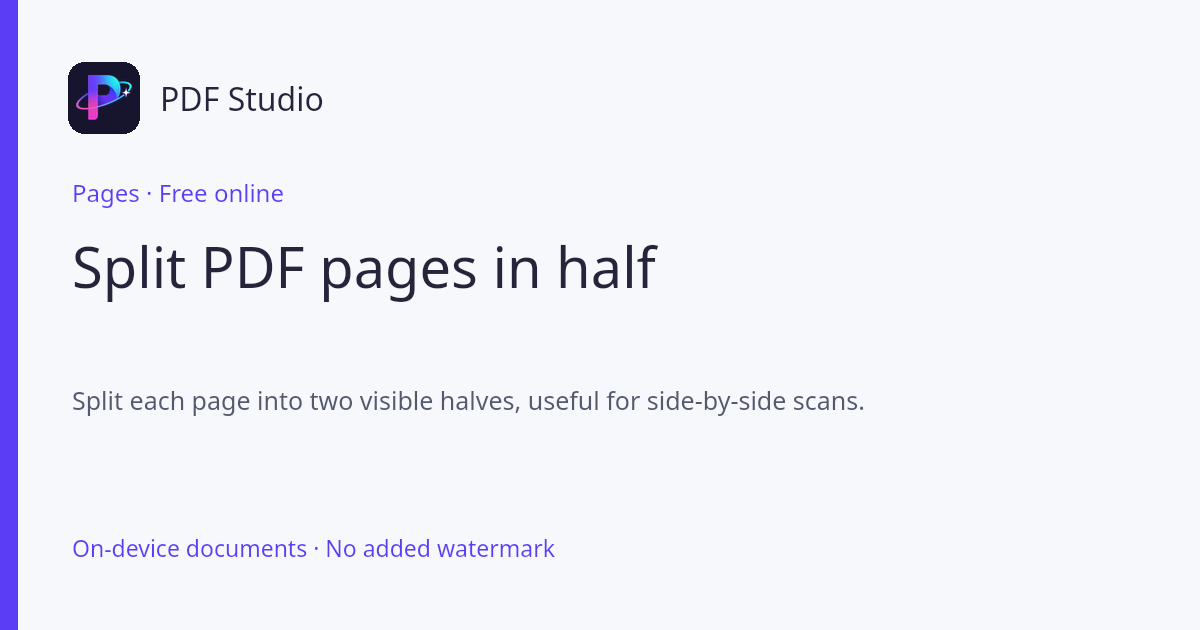 PDF Studio
Pages · Free online
Split PDF pages in half
Split each page into two visible halves, useful for side-by-side scans.
On-device documents · No added watermark